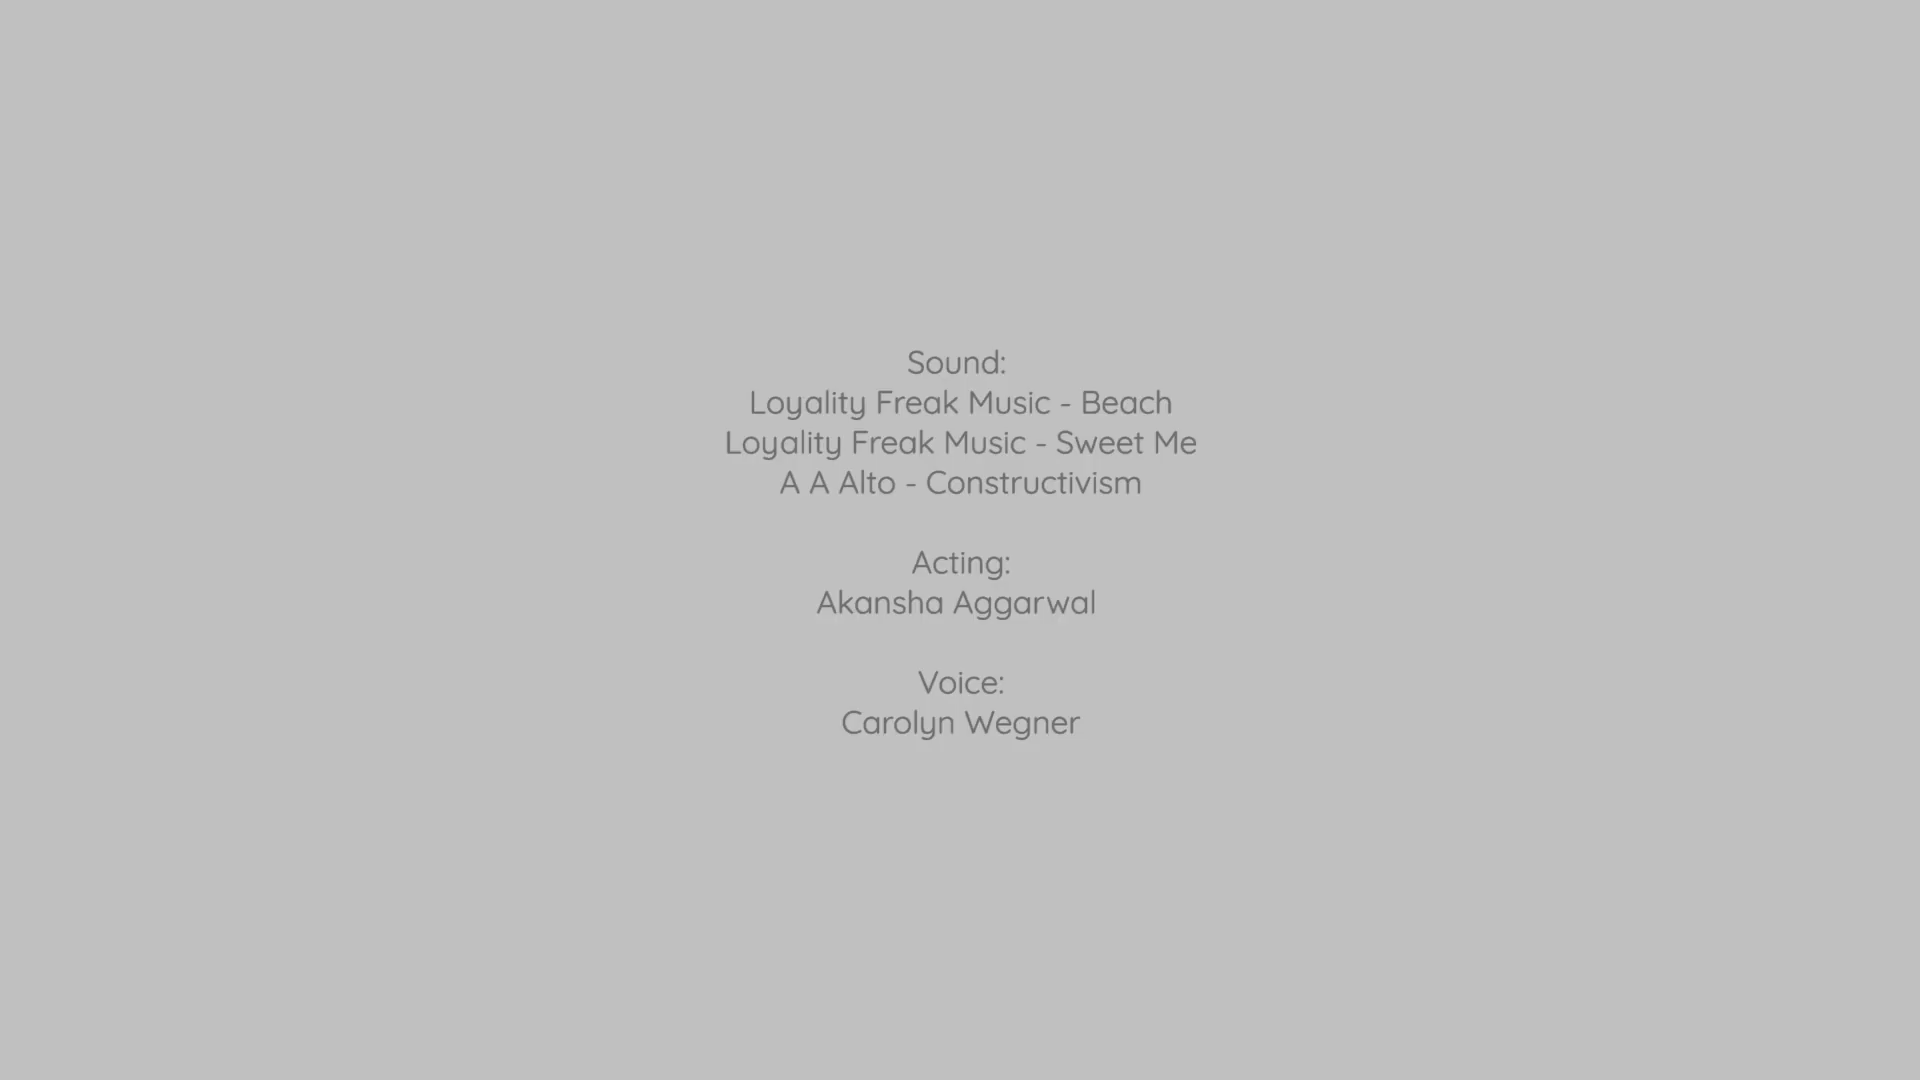 Sound:
Loyality Freak Music - Beach
Loyality Freak Music - Sweet Me
A A Alto - Constructivism
Acting:
Akansha Aggarwal
Voice:
Carolyn Wegner